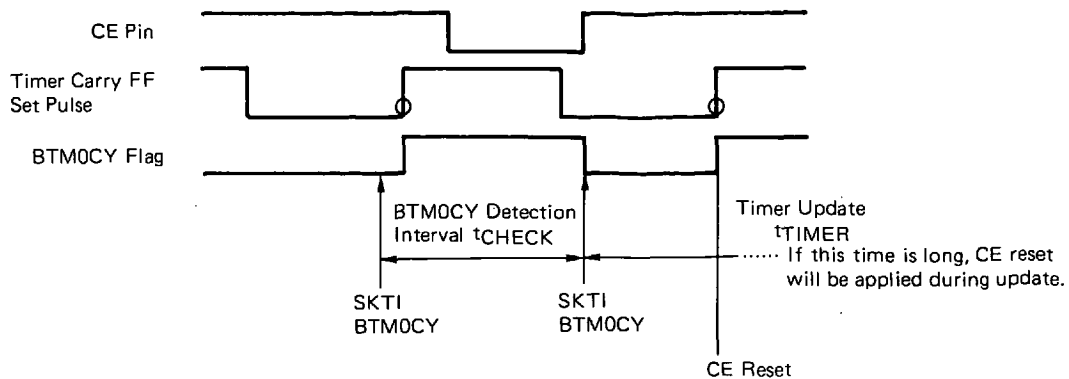 CE Pin
Timer Carry FF
Set Pulse
BTM0CY Flag
BTM0CY Detection
Interval tCHECK
Timer Update
tTIMER
...... If this time is long, CE reset
will be applied during update.
SKTI
BTM0CY
SKTI
BTM0CY
CE Reset